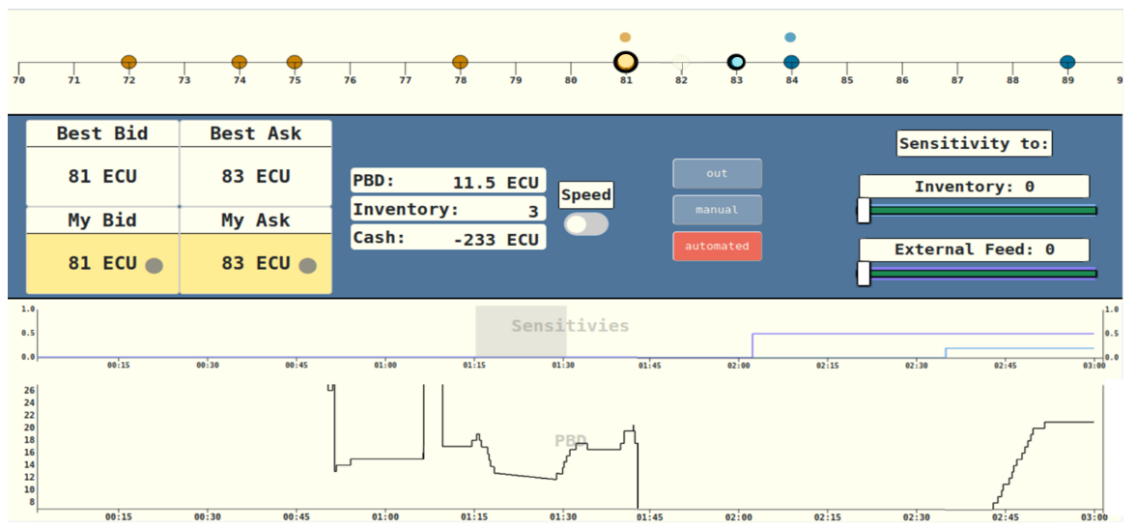 70 71 72 73 74 75 76 77 78 79 80 81 82 83 84 85 86 87 88 89 9
Best Bid Best Ask
81 ECU 83 ECU
My Bid My Ask
81 ECU 83 ECU
PBD: 11.5 ECU
Inventory: 3
Cash: -233 ECU
Speed
out
manual
automated
Sensitivity to:
Inventory: 0
External Feed: 0
1.0 1.0
Sensitivies
0.5 0.5
0.0 0.0
00:15 00:30 00:45 01:00 01:15 01:30 01:45 02:00 02:15 02:30 02:45 03:00
26
24
22
20
18
PBD
16
14
12
10
8
00:15 00:30 00:45 01:00 01:15 01:30 01:45 02:00 02:15 02:30 02:45 03:00